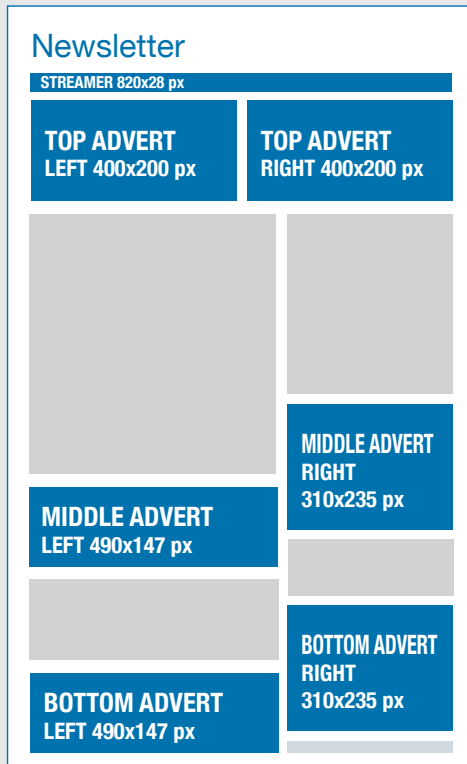 Newsletter
STREAMER 820x28 px
TOP ADVERT
LEFT 400x200 px
TOP ADVERT
RIGHT 400x200 px
MIDDLE ADVERT
RIGHT
310x235 px
MIDDLE ADVERT
LEFT 490x147 px
BOTTOM ADVERT
RIGHT
310x235 px
BOTTOM ADVERT
LEFT 490x147 px